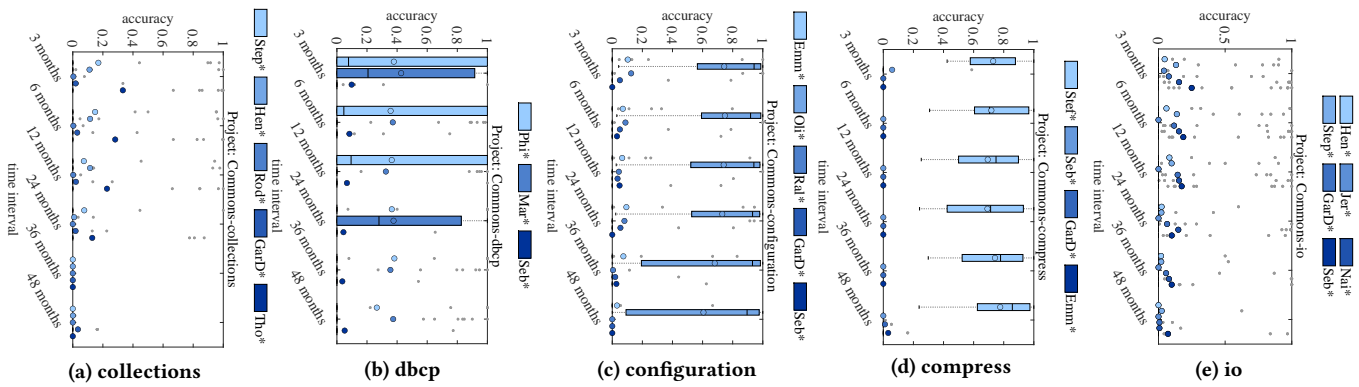 Step*
Hen*
Rod*
GarD*
Tho*
Project: Commons-collections
accuracy
0
0.2
0.4
0.6
0.8
1
3 months
6 months
12 months
24 months
36 months
48 months
time interval
(a) collections
Phi*
Mar*
Seb*
Project: Commons-dbcp
accuracy
0
0.2
0.4
0.6
0.8
1
3 months
6 months
12 months
24 months
36 months
48 months
time interval
(b) dbcp
Emm*
Oli*
Ral*
GarD*
Seb*
Project: Commons-configuration
accuracy
0
0.2
0.4
0.6
0.8
1
3 months
6 months
12 months
24 months
36 months
48 months
time interval
(c) configuration
Stef*
Seb*
GarD*
Emm*
Project: Commons-compress
accuracy
0
0.2
0.4
0.6
0.8
1
3 months
6 months
12 months
24 months
36 months
48 months
time interval
(d) compress
Hen*
Jer*
Nai*
Step*
GarD*
Seb*
Project: Commons-io
accuracy
0
0.5
1
3 months
6 months
12 months
24 months
36 months
48 months
time interval
(e) io